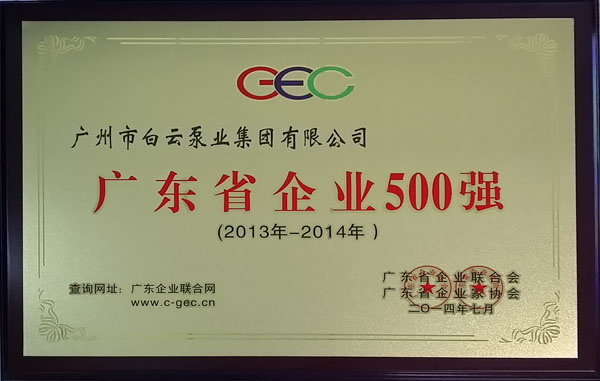 GEC
广州市白云泵业集团有限公司
广东省企业500强
(2013年-2014年)
查询网址：广东企业联合网
www.c-gec.cn
广东省企业联合会
广东省企业家协会
二〇一四年七月